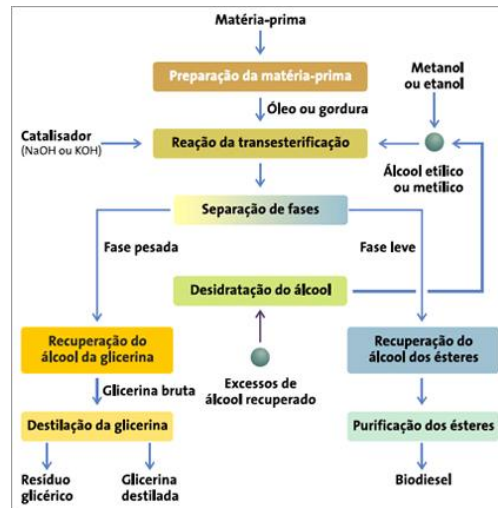 Matéria-prima
Preparação da matéria-prima
Metanol
ou etanol
Óleo ou gordura
Catalisador
(NaOH ou KOH)
Reação da transesterificação
Álcool etílico
ou metílico
Separação de fases
Fase pesada
Fase leve
Desidratação do álcool
Recuperação do
álcool da glicerina
Recuperação do
álcool dos ésteres
Excessos de
álcool recuperado
Glicerina bruta
Destilação da glicerina
Purificação dos ésteres
Resíduo
glicérico
Glicerina
destilada
Biodiesel